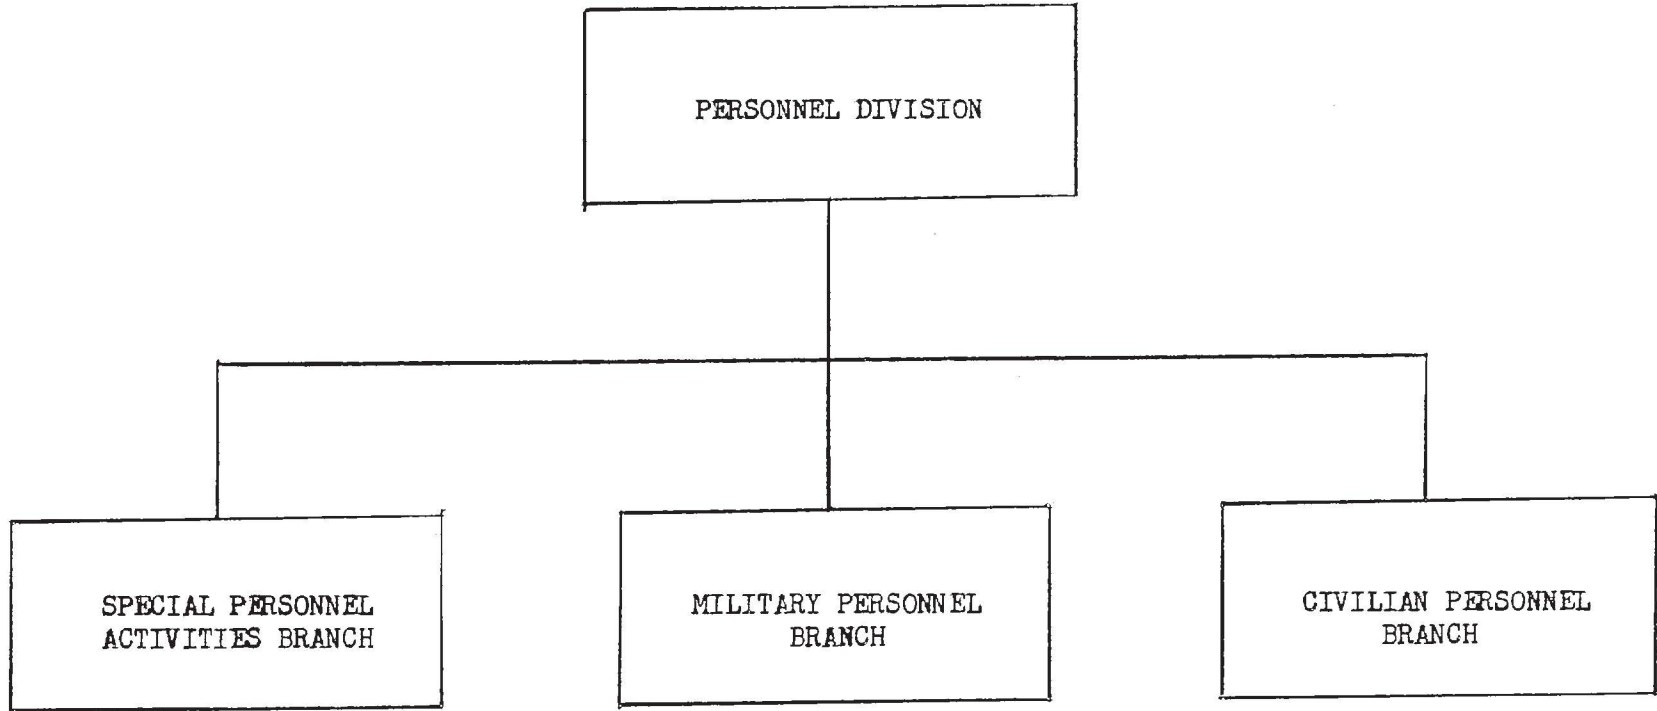 PERSONNEL DIVISION
SPECIAL PERSONNEL
ACTIVITIES BRANCH
MILITARY PERSONNEL
BRANCH
CIVILIAN PERSONNEL
BRANCH